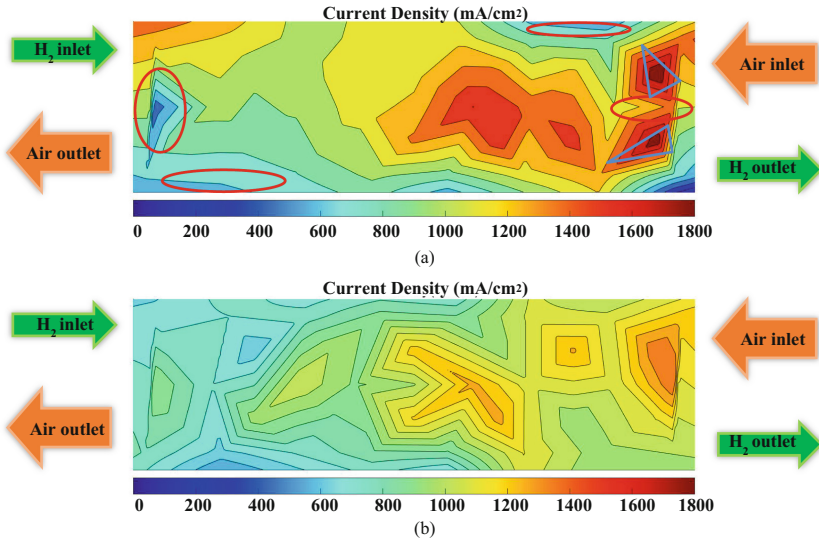 Current Density (mA/cm²)
H₂ inlet
Air inlet
Air outlet
H₂ outlet
0 200 400 600 800 1000 1200 1400 1600 1800
(a)
Current Density (mA/cm²)
H₂ inlet
Air inlet
Air outlet
H₂ outlet
0 200 400 600 800 1000 1200 1400 1600 1800
(b)